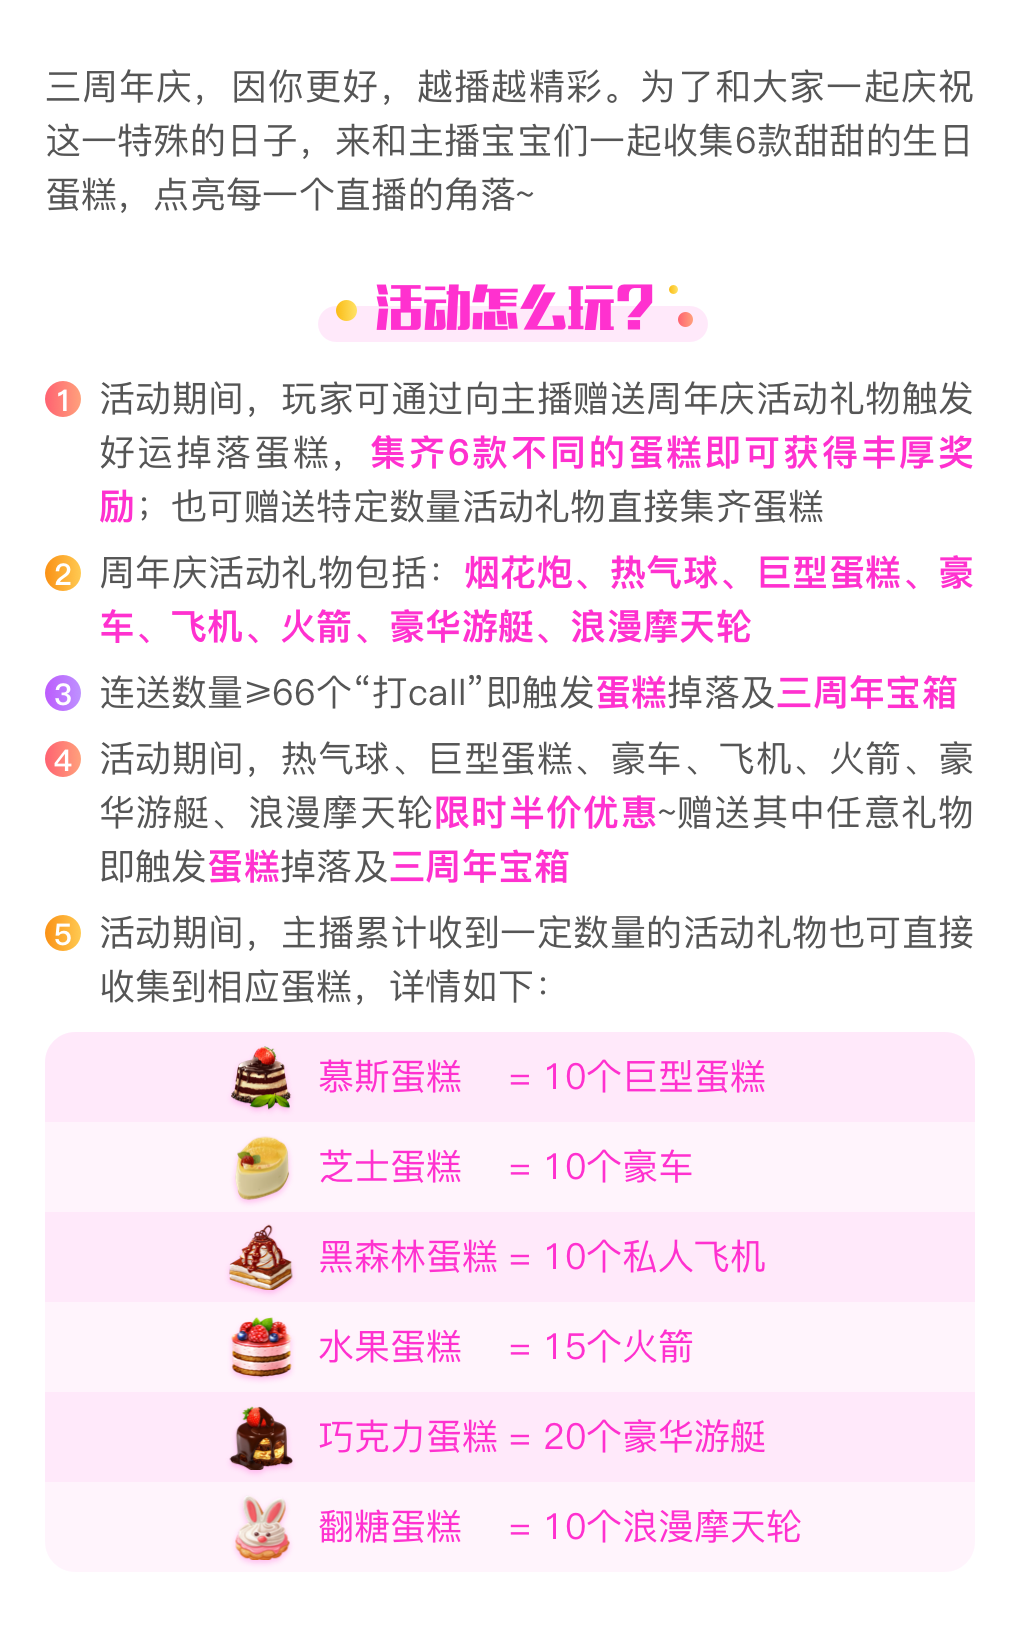 三周年庆，因你更好，越播越精彩。为了和大家一起庆祝
这一特殊的日子，来和主播宝宝们一起收集6款甜甜的生日
蛋糕，点亮每一个直播的角落~
活动怎么玩？
1 活动期间，玩家可通过向主播赠送周年庆活动礼物触发
好运掉落蛋糕，集齐6款不同的蛋糕即可获得丰厚奖
励；也可赠送特定数量活动礼物直接集齐蛋糕
2 周年庆活动礼物包括：烟花炮、热气球、巨型蛋糕、豪
车、飞机、火箭、豪华游艇、浪漫摩天轮
3 连送数量≥66个“打call”即触发蛋糕掉落及三周年宝箱
4 活动期间，热气球、巨型蛋糕、豪车、飞机、火箭、豪
华游艇、浪漫摩天轮限时半价优惠~赠送其中任意礼物
即触发蛋糕掉落及三周年宝箱
5 活动期间，主播累计收到一定数量的活动礼物也可直接
收集到相应蛋糕，详情如下：
慕斯蛋糕 = 10个巨型蛋糕
芝士蛋糕 = 10个豪车
黑森林蛋糕 = 10个私人飞机
水果蛋糕 = 15个火箭
巧克力蛋糕 = 20个豪华游艇
翻糖蛋糕 = 10个浪漫摩天轮